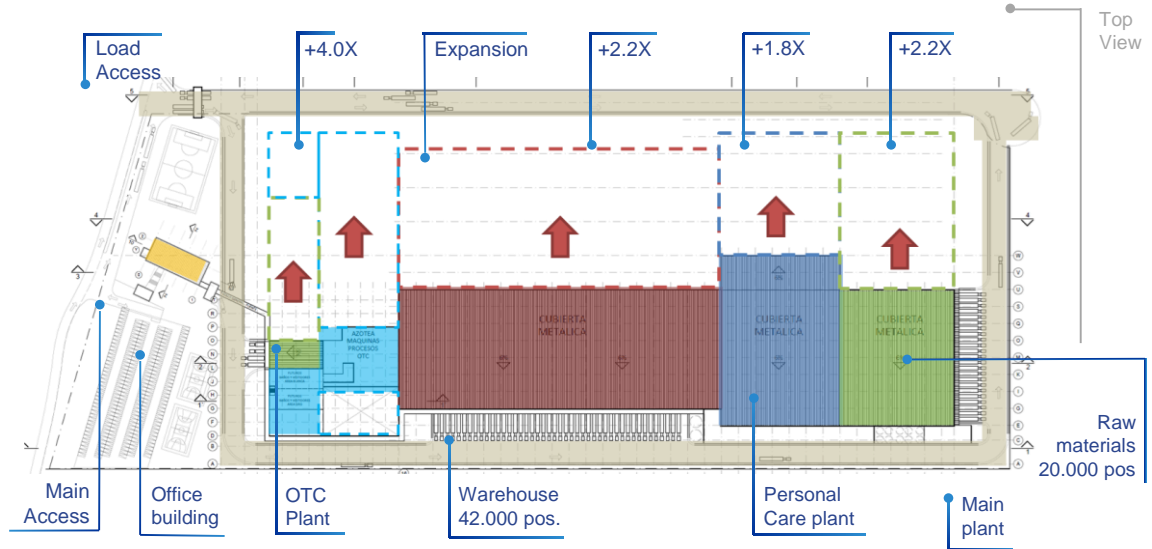 Top
View
Load
Access
+4.0X
Expansion
+2.2X
+1.8X
+2.2X
CUBIERTA
METALICA
CUBIERTA
METALICA
CUBIERTA
METALICA
AZOTEA
MAQUINAS
PROCESOS
OTC
Raw
materials
20.000 pos
Main
Access
Office
building
OTC
Plant
Warehouse
42.000 pos.
Personal
Care plant
Main
plant